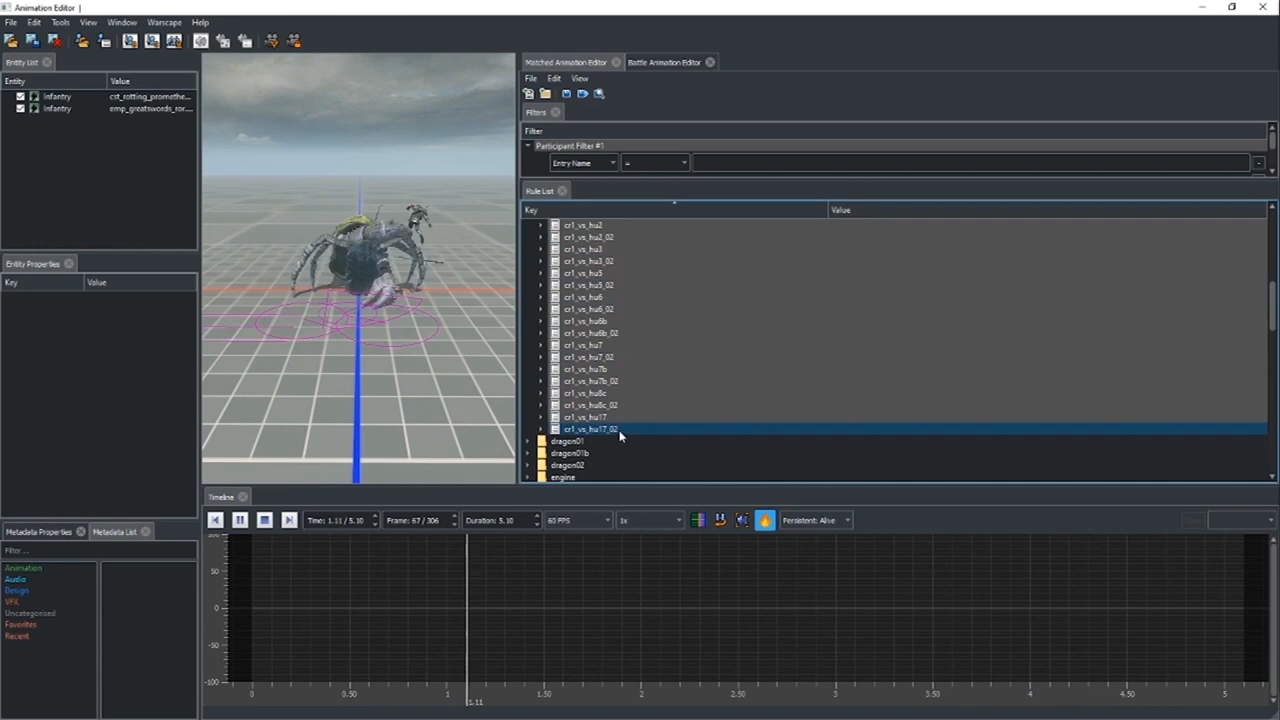 Animation Editor |
File Edit Tools View Window Warscape Help
Entity List
Entity Value
Infantry cst_rotting_promethe...
Infantry emp_greatswords_ror...
Entity Properties
Key Value
Metadata Properties Metadata List
Filter ...
Animation
Audio
Design
VFX
Uncategorised
Favorites
Recent
Matched Animation Editor Battle Animation Editor
File Edit View
Filters
Filter
Participant Filter #1
Entry Name =
Rule List
Key Value
cr1_vs_hu2
cr1_vs_hu2_02
cr1_vs_hu3
cr1_vs_hu3_02
cr1_vs_hu5
cr1_vs_hu5_02
cr1_vs_hu6
cr1_vs_hu6_02
cr1_vs_hu6b
cr1_vs_hu6b_02
cr1_vs_hu7
cr1_vs_hu7_02
cr1_vs_hu7b
cr1_vs_hu7b_02
cr1_vs_hu8c
cr1_vs_hu8c_02
cr1_vs_hu17
cr1_vs_hu17_02
dragon01
dragon01b
dragon02
engine
Timeline
Time: 1.11 / 5.10 Frame: 67 / 306 Duration: 5.10 60 FPS 1x Persistent: Alive
100
50
0
-50
-100
0 0.50 1 1.50 2 2.50 3 3.50 4 4.50 5
1.11